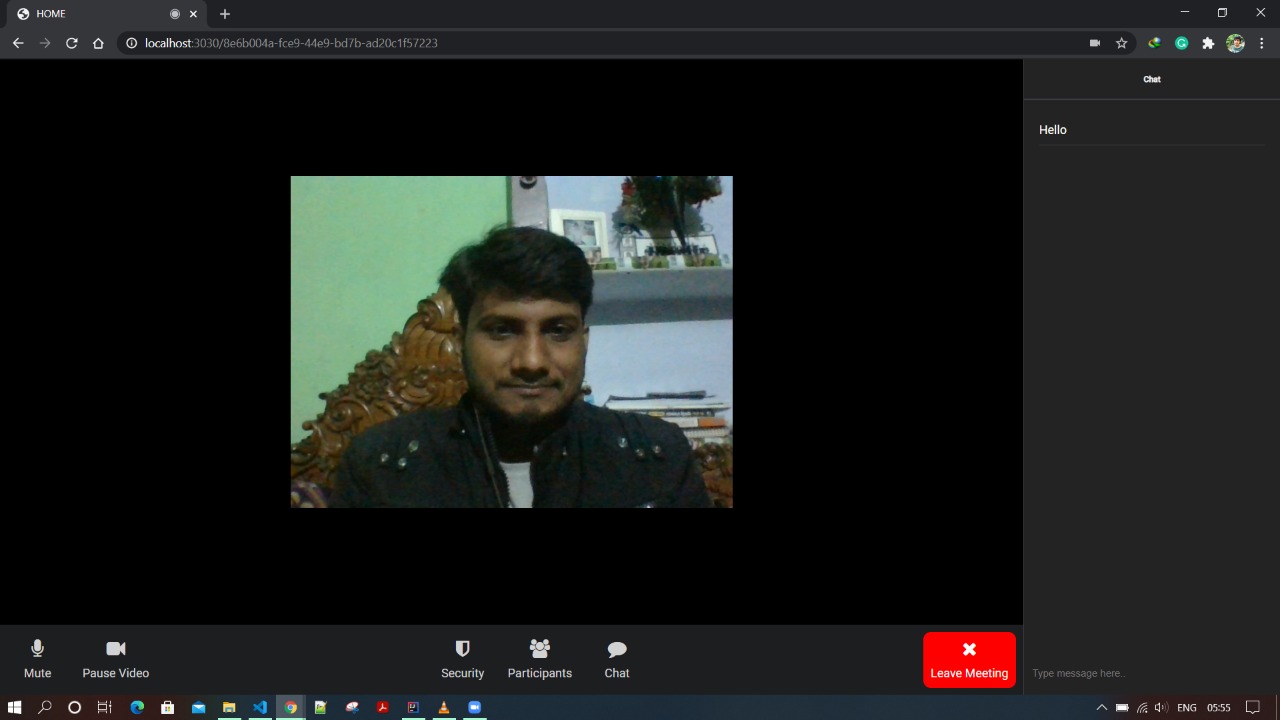 HOME
localhost:3030/8e6b004a-fce9-44e9-bd7b-ad20c1f57223
Chat
Hello
Mute
Pause Video
Security
Participants
Chat
Leave Meeting
Type message here..
ENG
05:55